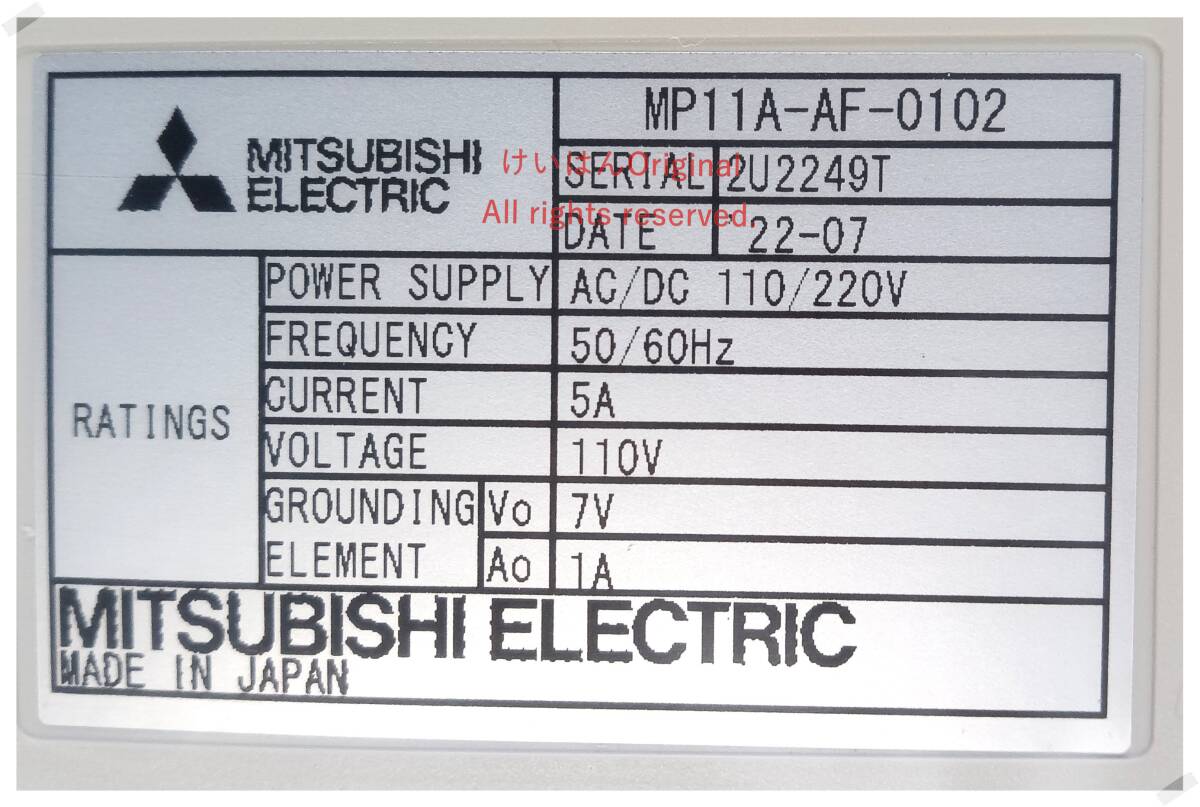 MP11A-AF-0102
MITSUBISHI
ELECTRIC
けいはんOriginal
All rights reserved.
SERIAL 2U2249T
DATE '22-07
RATINGS
POWER SUPPLY AC/DC 110/220V
FREQUENCY 50/60Hz
CURRENT 5A
VOLTAGE 110V
GROUNDING Vo 7V
ELEMENT Ao 1A
MITSUBISHI ELECTRIC
MADE IN JAPAN